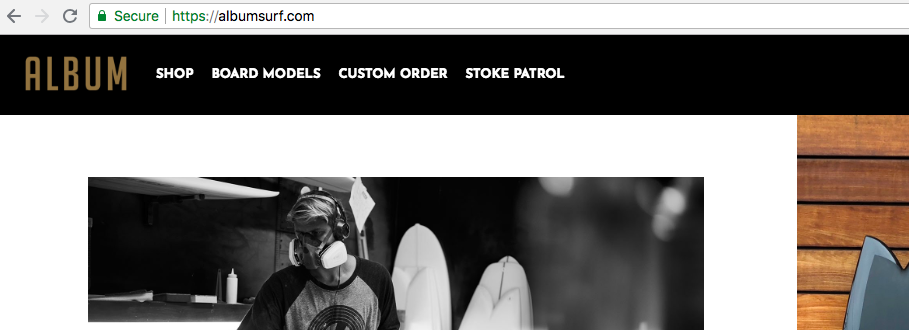 Secure https://albumsurf.com
ALBUM SHOP BOARD MODELS CUSTOM ORDER STOKE PATROL